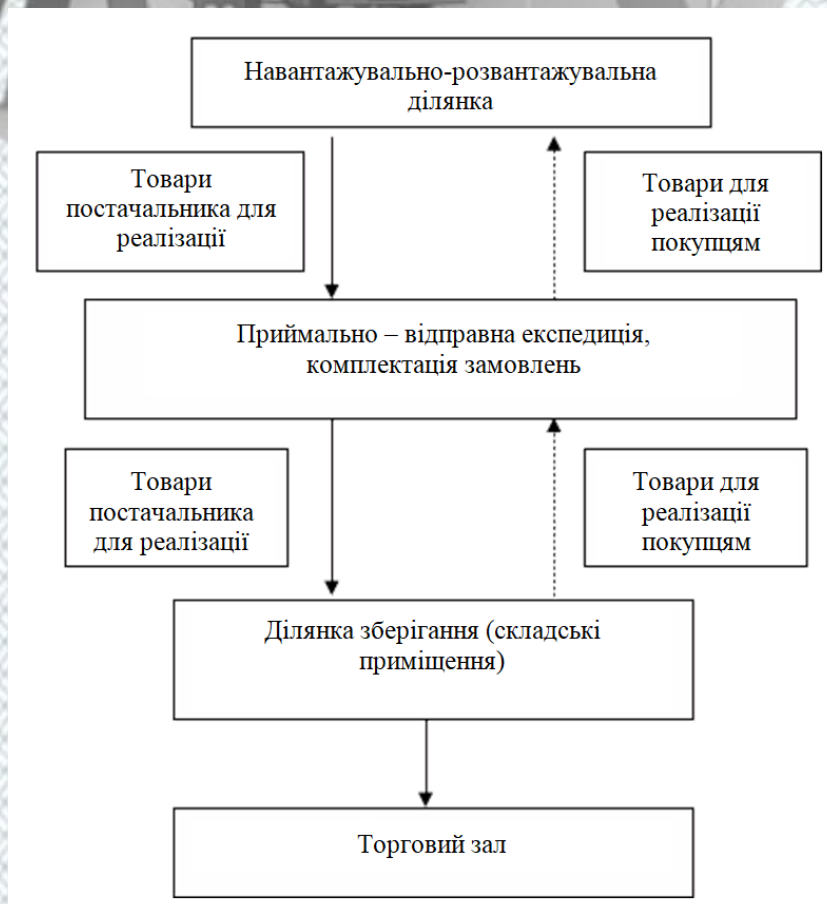 Навантажувально-розвантажувальна
ділянка
Товари
постачальника для
реалізації
Товари для
реалізації
покупцям
Приймально – відправна експедиція,
комплектація замовлень
Товари
постачальника
для реалізації
Товари для
реалізації
покупцям
Ділянка зберігання (складські
приміщення)
Торговий зал